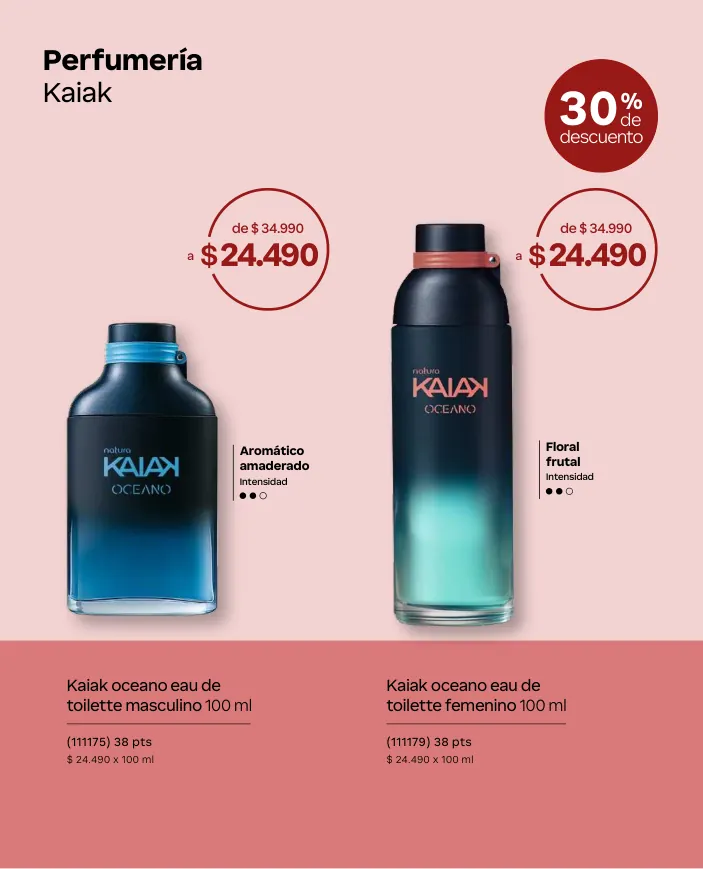 Perfumería
Kaiak
30%
de
descuento
de $ 34.990
a $ 24.490
de $ 34.990
a $ 24.490
natura
KAIAK
OCEANO
Aromático
amaderado
Intensidad
natura
KAIAK
OCEANO
Floral
frutal
Intensidad
Kaiak oceano eau de
toilette masculino 100 ml
(111175) 38 pts
$ 24.490 x 100 ml
Kaiak oceano eau de
toilette femenino 100 ml
(111179) 38 pts
$ 24.490 x 100 ml